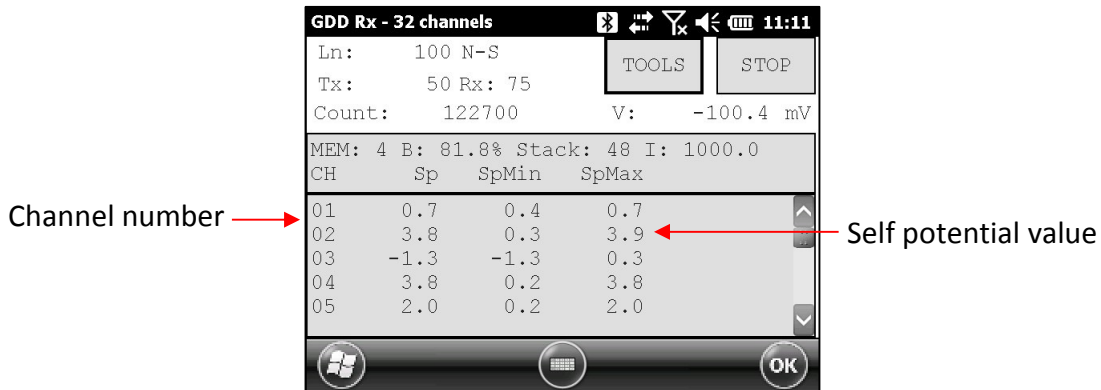 GDD Rx - 32 channels 11:11
Ln: 100 N-S
TOOLS STOP
Tx: 50 Rx: 75
Count: 122700 V: -100.4 mV
MEM: 4 B: 81.8% Stack: 48 I: 1000.0
CH Sp SpMin SpMax
Channel number
01 0.7 0.4 0.7
02 3.8 0.3 3.9
Self potential value
03 -1.3 -1.3 0.3
04 3.8 0.2 3.8
05 2.0 0.2 2.0
OK